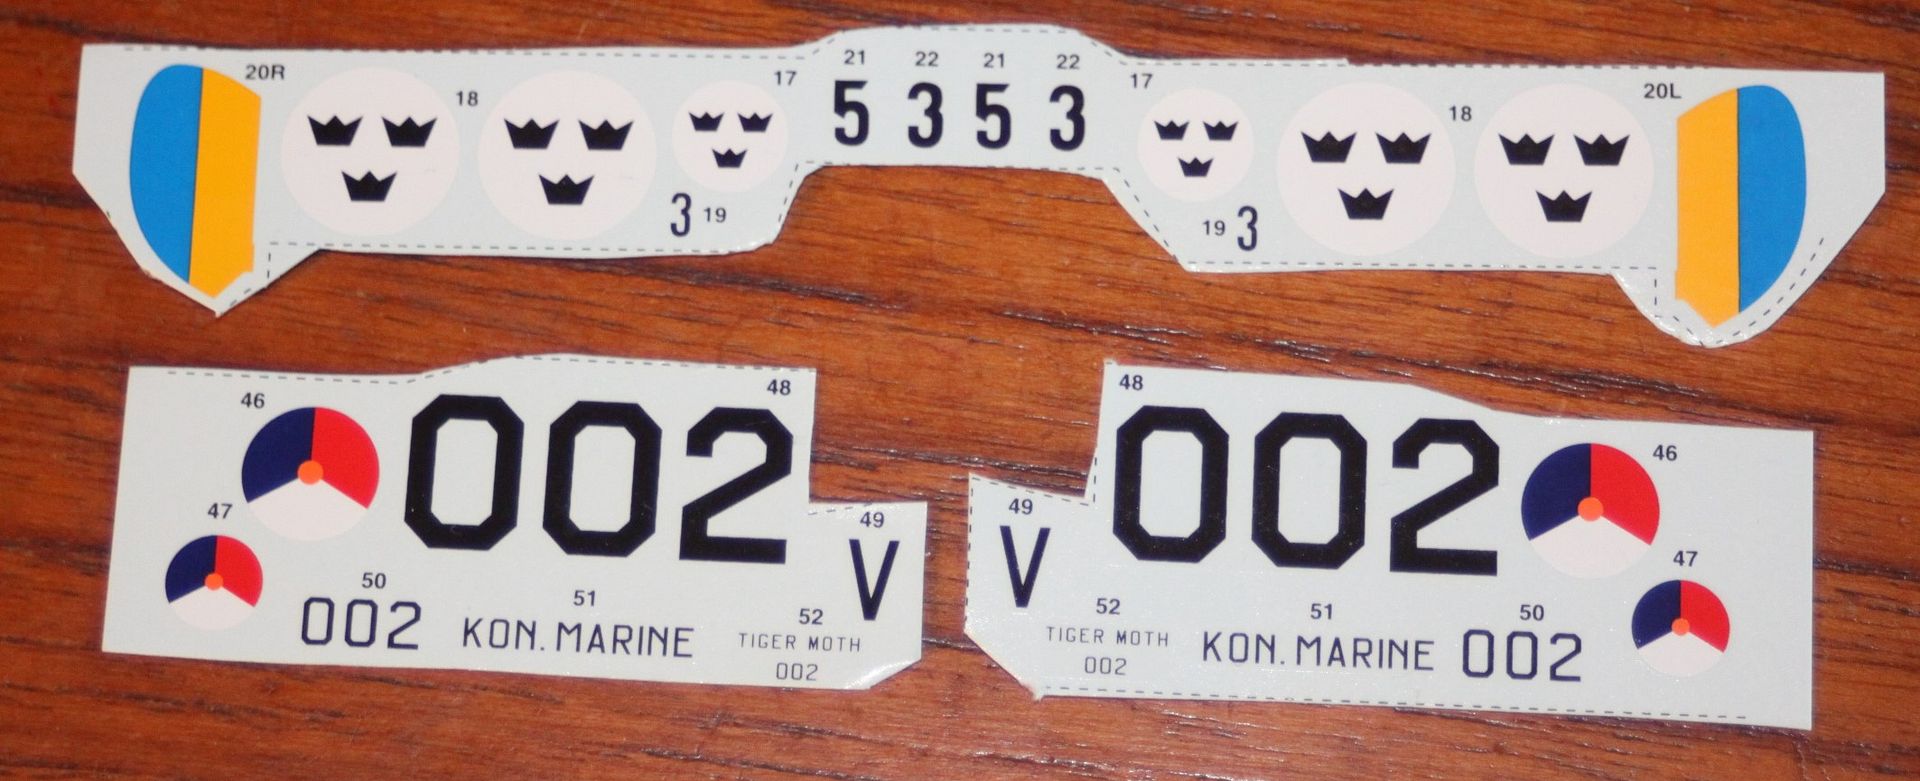 20R 18 17 21 22 21 22 17 18 20L
5 3 5 3
3 19 19 3
46 48
002
47 49
V
50 51 52
002 KON. MARINE TIGER MOTH
002
48 46
002
49 47
V
52 51 50
TIGER MOTH KON. MARINE 002
002